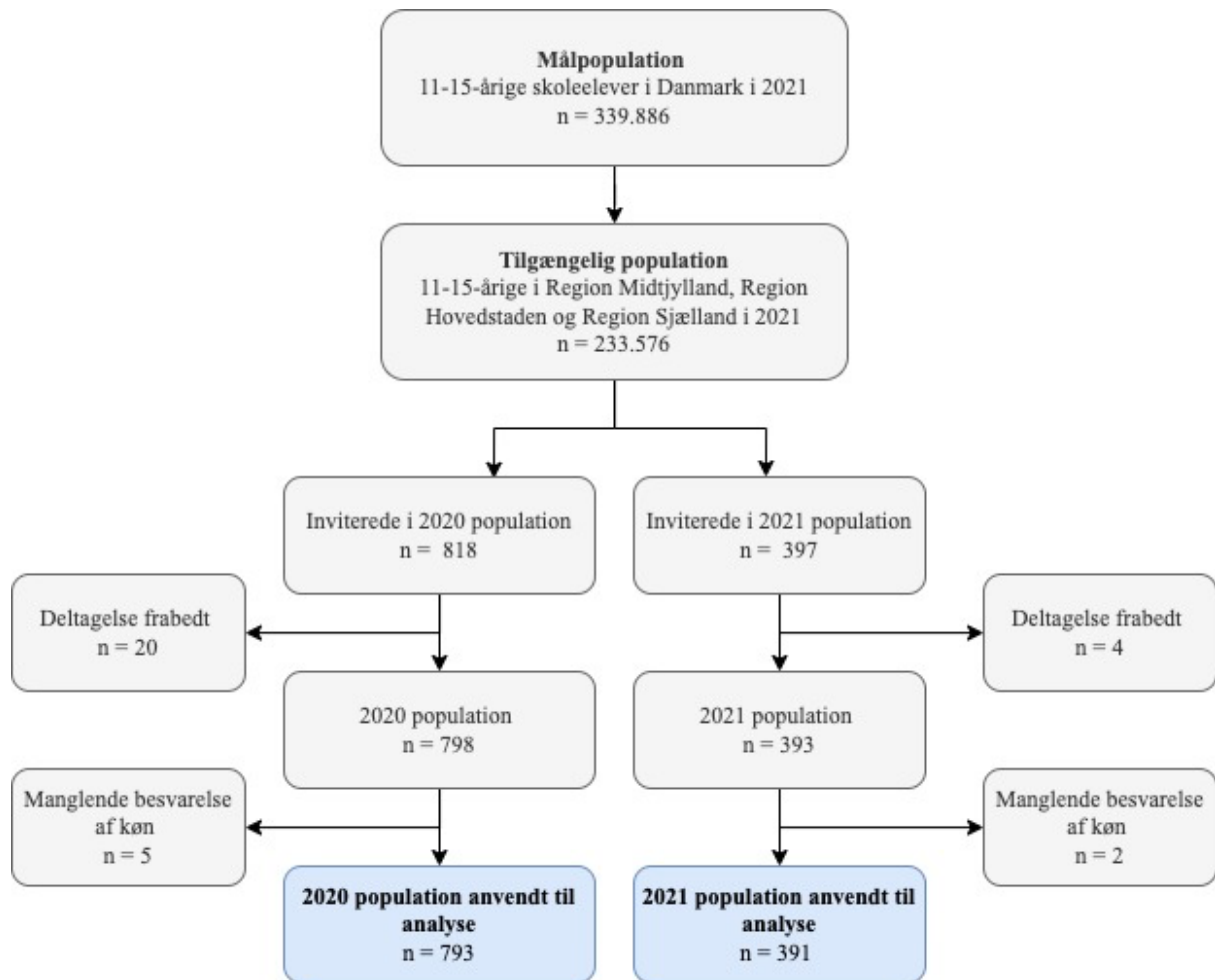 Målpopulation
11-15-årige skoleelever i Danmark i 2021
n = 339.886
Tilgængelig population
11-15-årige i Region Midtjylland, Region
Hovedstaden og Region Sjælland i 2021
n = 233.576
Inviterede i 2020 population
n = 818
Inviterede i 2021 population
n = 397
Deltagelse frabedt
n = 20
Deltagelse frabedt
n = 4
2020 population
n = 798
2021 population
n = 393
Manglende besvarelse
af køn
n = 5
Manglende besvarelse
af køn
n = 2
2020 population anvendt til
analyse
n = 793
2021 population anvendt til
analyse
n = 391